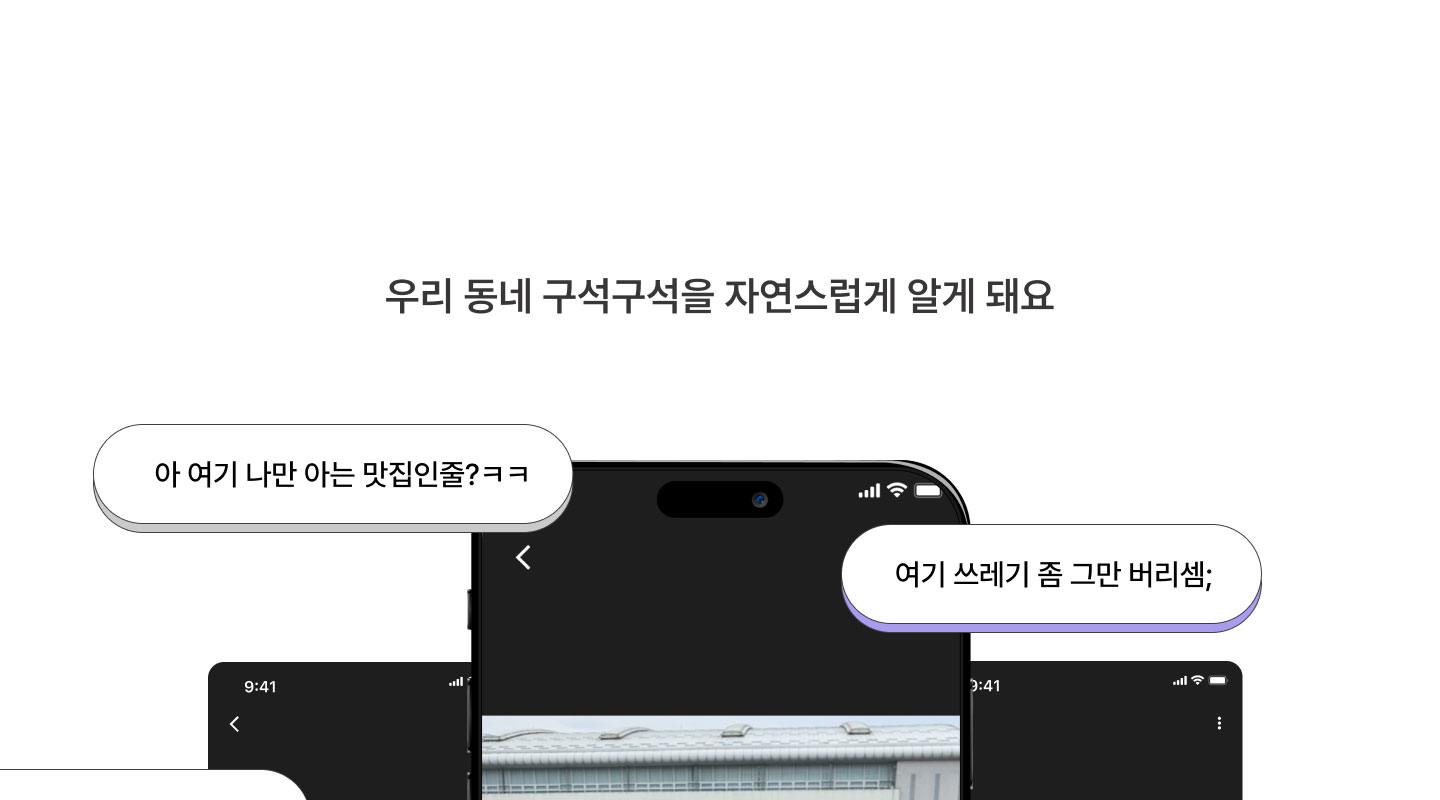 우리 동네 구석구석을 자연스럽게 알게 돼요
아 여기 나만 아는 맛집인줄?ㅋㅋ
여기 쓰레기 좀 그만 버리셈;
9:41
9:41